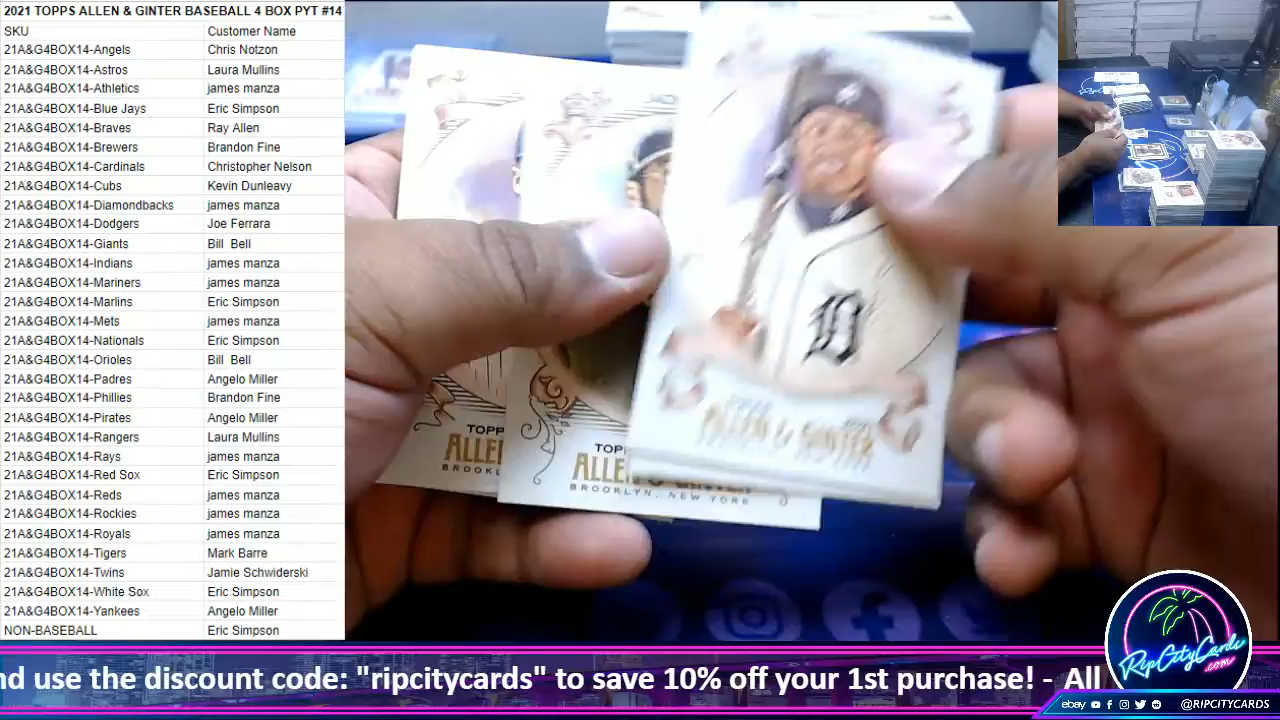 2021 TOPPS ALLEN & GINTER BASEBALL 4 BOX PYT #14
SKU Customer Name
21A&G4BOX14-Angels Chris Notzon
21A&G4BOX14-Astros Laura Mullins
21A&G4BOX14-Athletics james manza
21A&G4BOX14-Blue Jays Eric Simpson
21A&G4BOX14-Braves Ray Allen
21A&G4BOX14-Brewers Brandon Fine
21A&G4BOX14-Cardinals Christopher Nelson
21A&G4BOX14-Cubs Kevin Dunleavy
21A&G4BOX14-Diamondbacks james manza
21A&G4BOX14-Dodgers Joe Ferrara
21A&G4BOX14-Giants Bill Bell
21A&G4BOX14-Indians james manza
21A&G4BOX14-Mariners james manza
21A&G4BOX14-Marlins Eric Simpson
21A&G4BOX14-Mets james manza
21A&G4BOX14-Nationals Eric Simpson
21A&G4BOX14-Orioles Bill Bell
21A&G4BOX14-Padres Angelo Miller
21A&G4BOX14-Phillies Brandon Fine
21A&G4BOX14-Pirates Angelo Miller
21A&G4BOX14-Rangers Laura Mullins
21A&G4BOX14-Rays james manza
21A&G4BOX14-Red Sox Eric Simpson
21A&G4BOX14-Reds james manza
21A&G4BOX14-Rockies james manza
21A&G4BOX14-Royals james manza
21A&G4BOX14-Tigers Mark Barre
21A&G4BOX14-Twins Jamie Schwiderski
21A&G4BOX14-White Sox Eric Simpson
21A&G4BOX14-Yankees Angelo Miller
NON-BASEBALL Eric Simpson
D
ALLEN & GINTER
TOPP
ALLE
BROOKL
TOPP
ALLEN & GINTER
BROOKLYN, NEW YORK
nd use the discount code: "ripcitycards" to save 10% off your 1st purchase! - All
RipCityCards
.com
ebay @RIPCITYCARDS